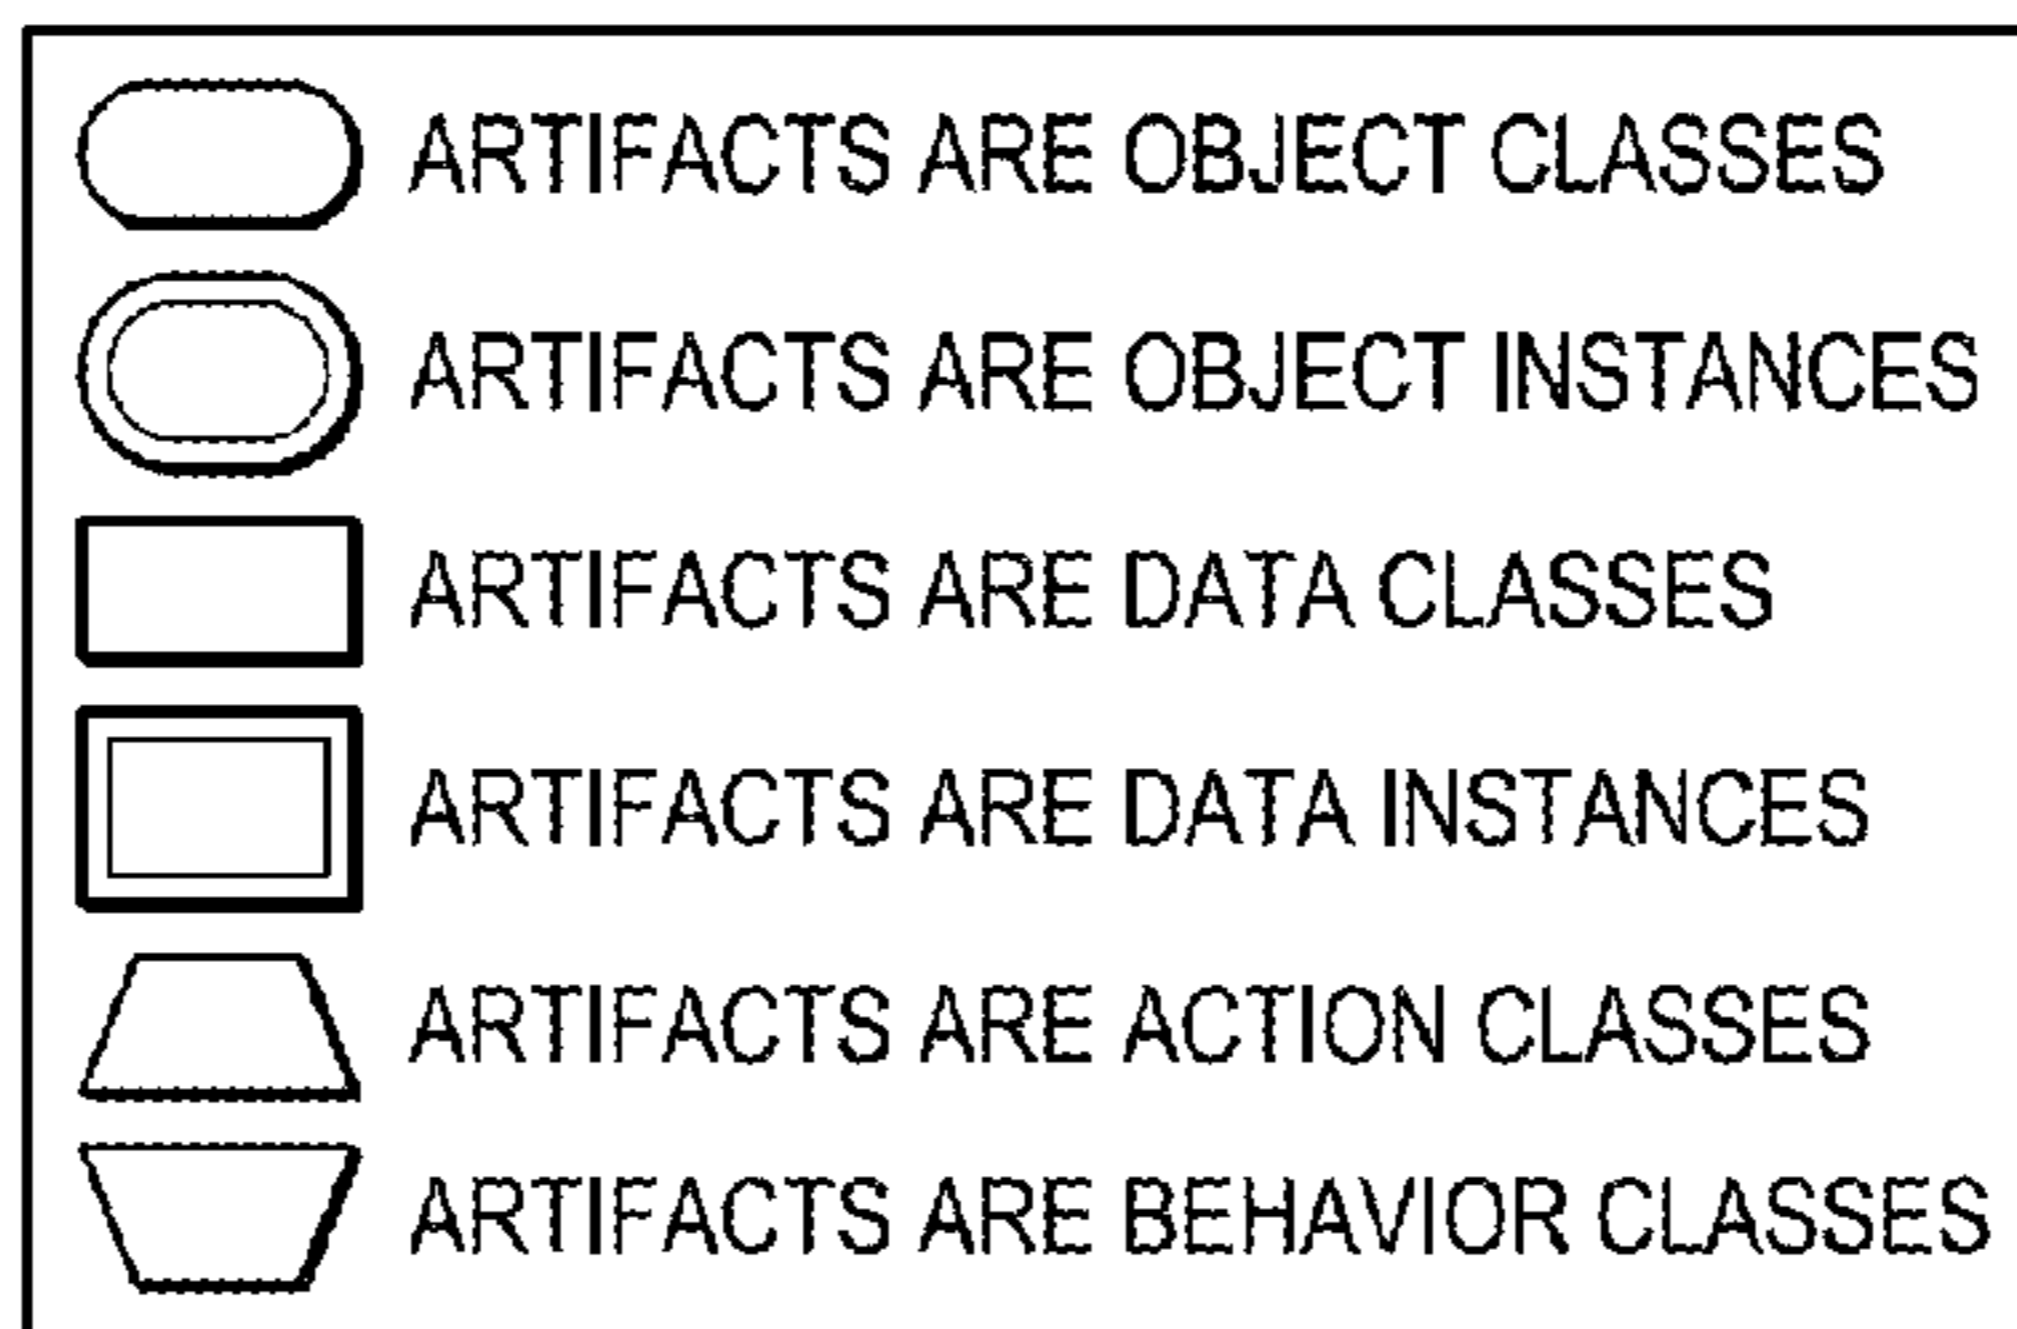 ARTIFACTS ARE OBJECT CLASSES
ARTIFACTS ARE OBJECT INSTANCES
ARTIFACTS ARE DATA CLASSES
ARTIFACTS ARE DATA INSTANCES
ARTIFACTS ARE ACTION CLASSES
ARTIFACTS ARE BEHAVIOR CLASSES